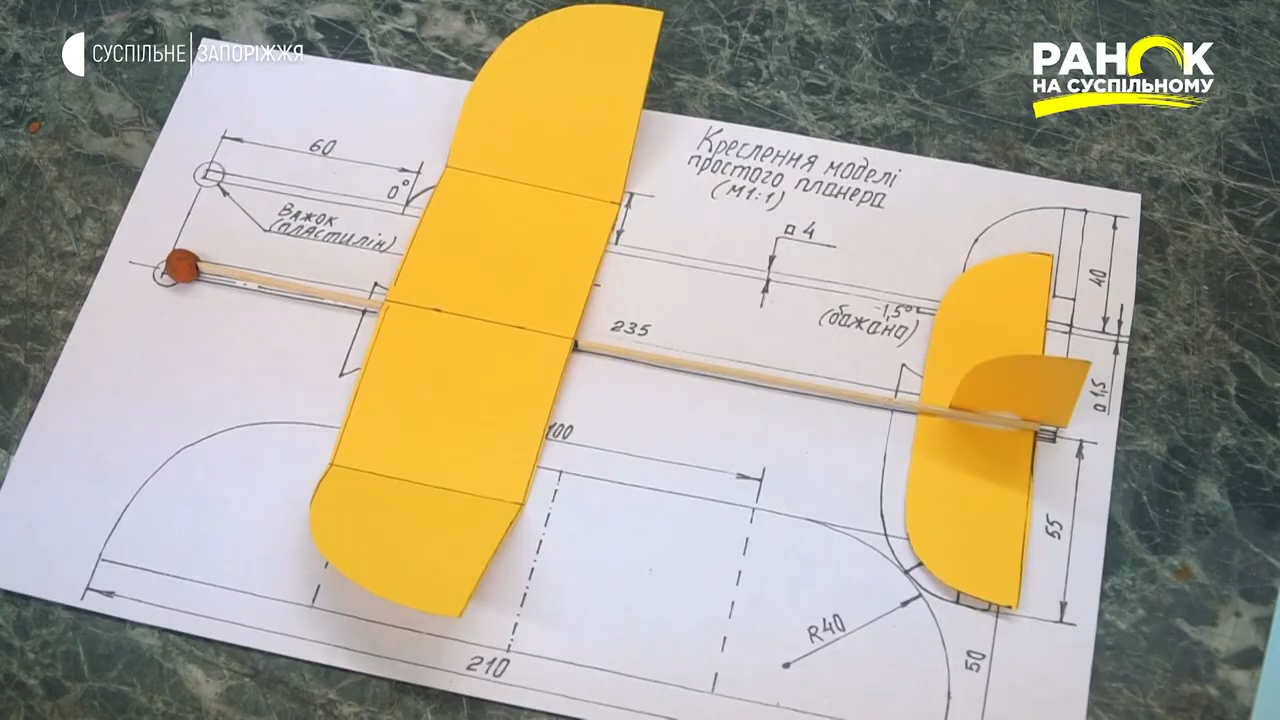 СУСПІЛЬНЕ ЗАПОРІЖЖЯ
РАНОК
НА СУСПІЛЬНОМУ
Креслення моделі
простого планера
(М1:1)
60
0°
Важок
(пластилін)
4
-1,5°
(бажана)
40
235
1,5
100
55
R40
50
210